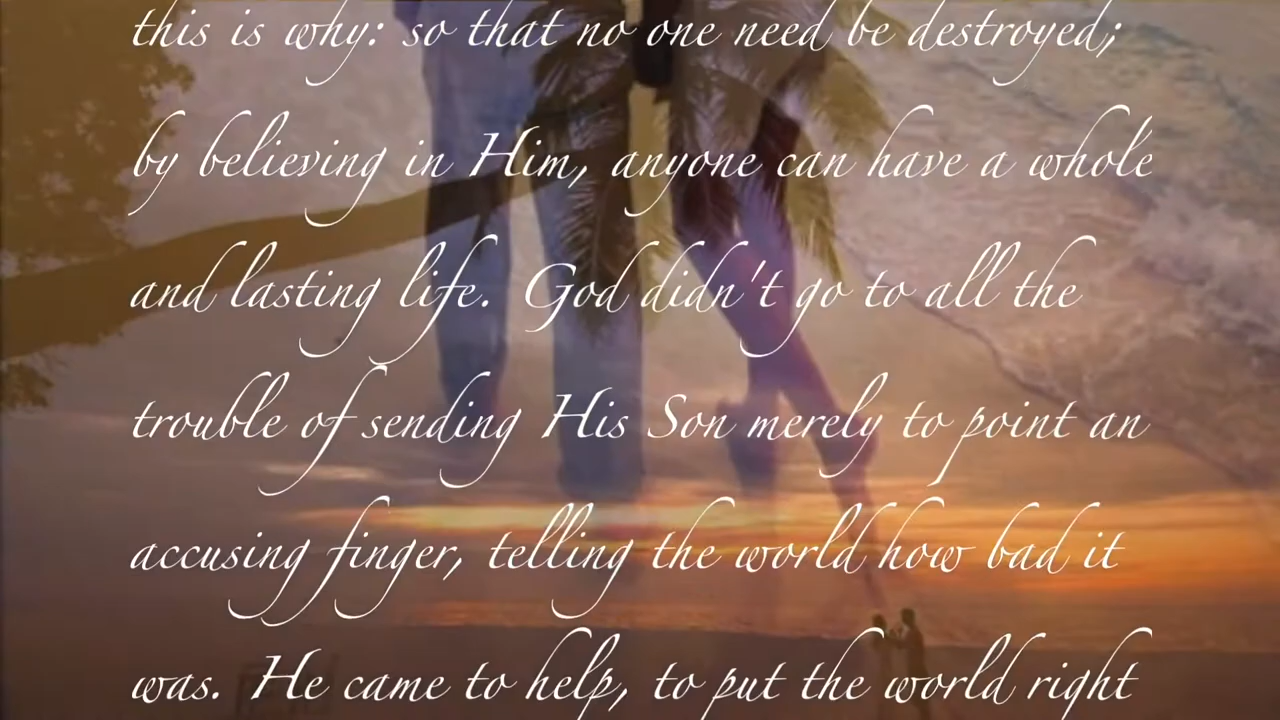 this is why: so that no one need be destroyed;
by believing in Him, anyone can have a whole
and lasting life. God didn't go to all the
trouble of sending His Son merely to point an
accusing finger, telling the world how bad it
was. He came to help, to put the world right